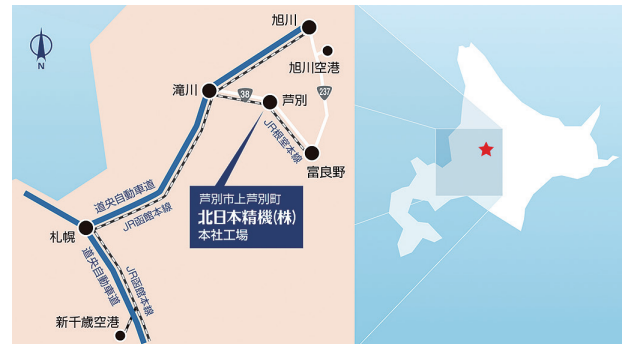 旭川
旭川空港
滝川
38
芦別
237
JR根室本線
富良野
N
芦別市上芦別町
北日本精機(株)
本社工場
道央自動車道
JR函館本線
札幌
道央自動車道
JR函館本線
新千歳空港